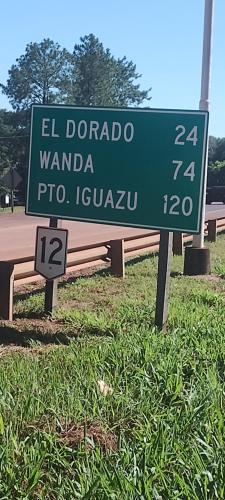 EL DORADO 24
WANDA 74
PTO. IGUAZU 120
12